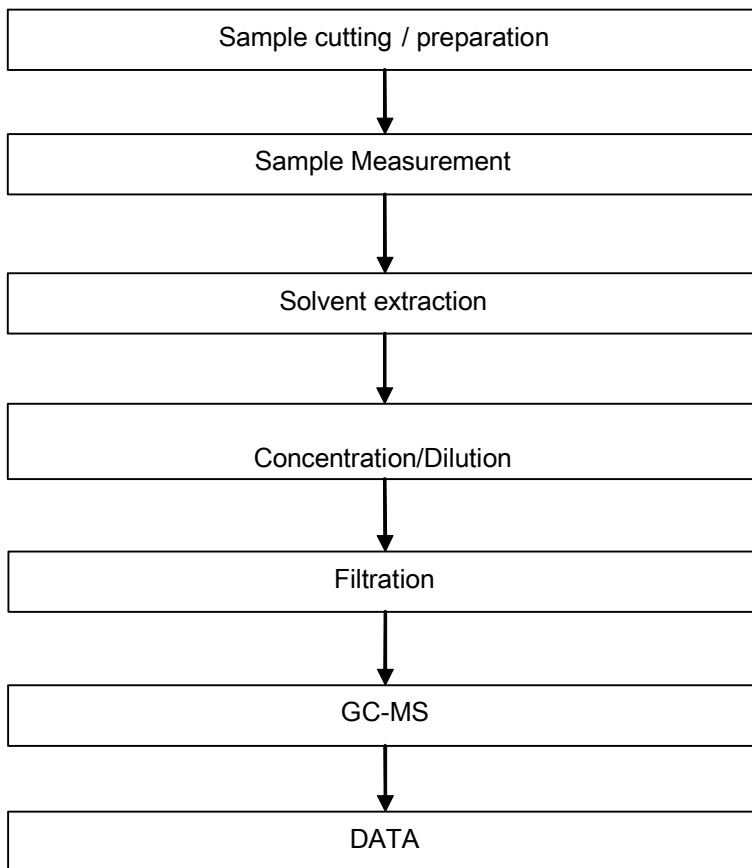 Sample cutting / preparation
Sample Measurement
Solvent extraction
Concentration/Dilution
Filtration
GC-MS
DATA